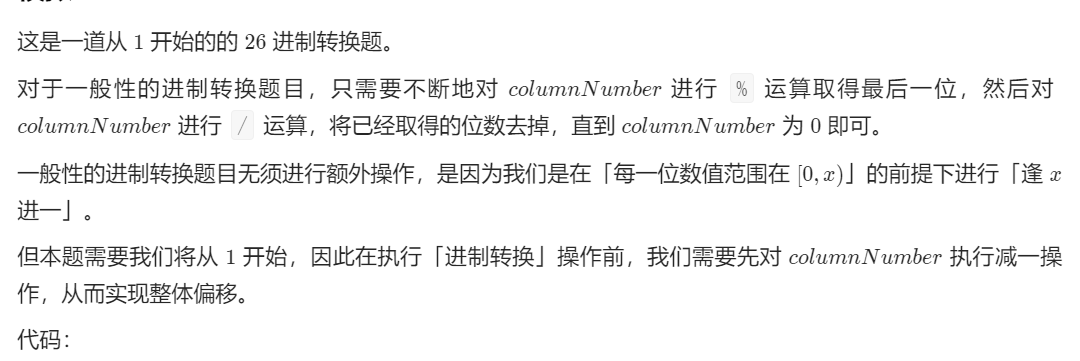 这是一道从 1 开始的的 26 进制转换题。
对于一般性的进制转换题目，只需要不断地对 columnNumber 进行 % 运算取得最后一位，然后对
columnNumber 进行 / 运算，将已经取得的位数去掉，直到 columnNumber 为 0 即可。
一般性的进制转换题目无须进行额外操作，是因为我们是在「每一位数值范围在 [0, x)」的前提下进行「逢 x
进一」。
但本题需要我们将从 1 开始，因此在执行「进制转换」操作前，我们需要先对 columnNumber 执行减一操
作，从而实现整体偏移。
代码：